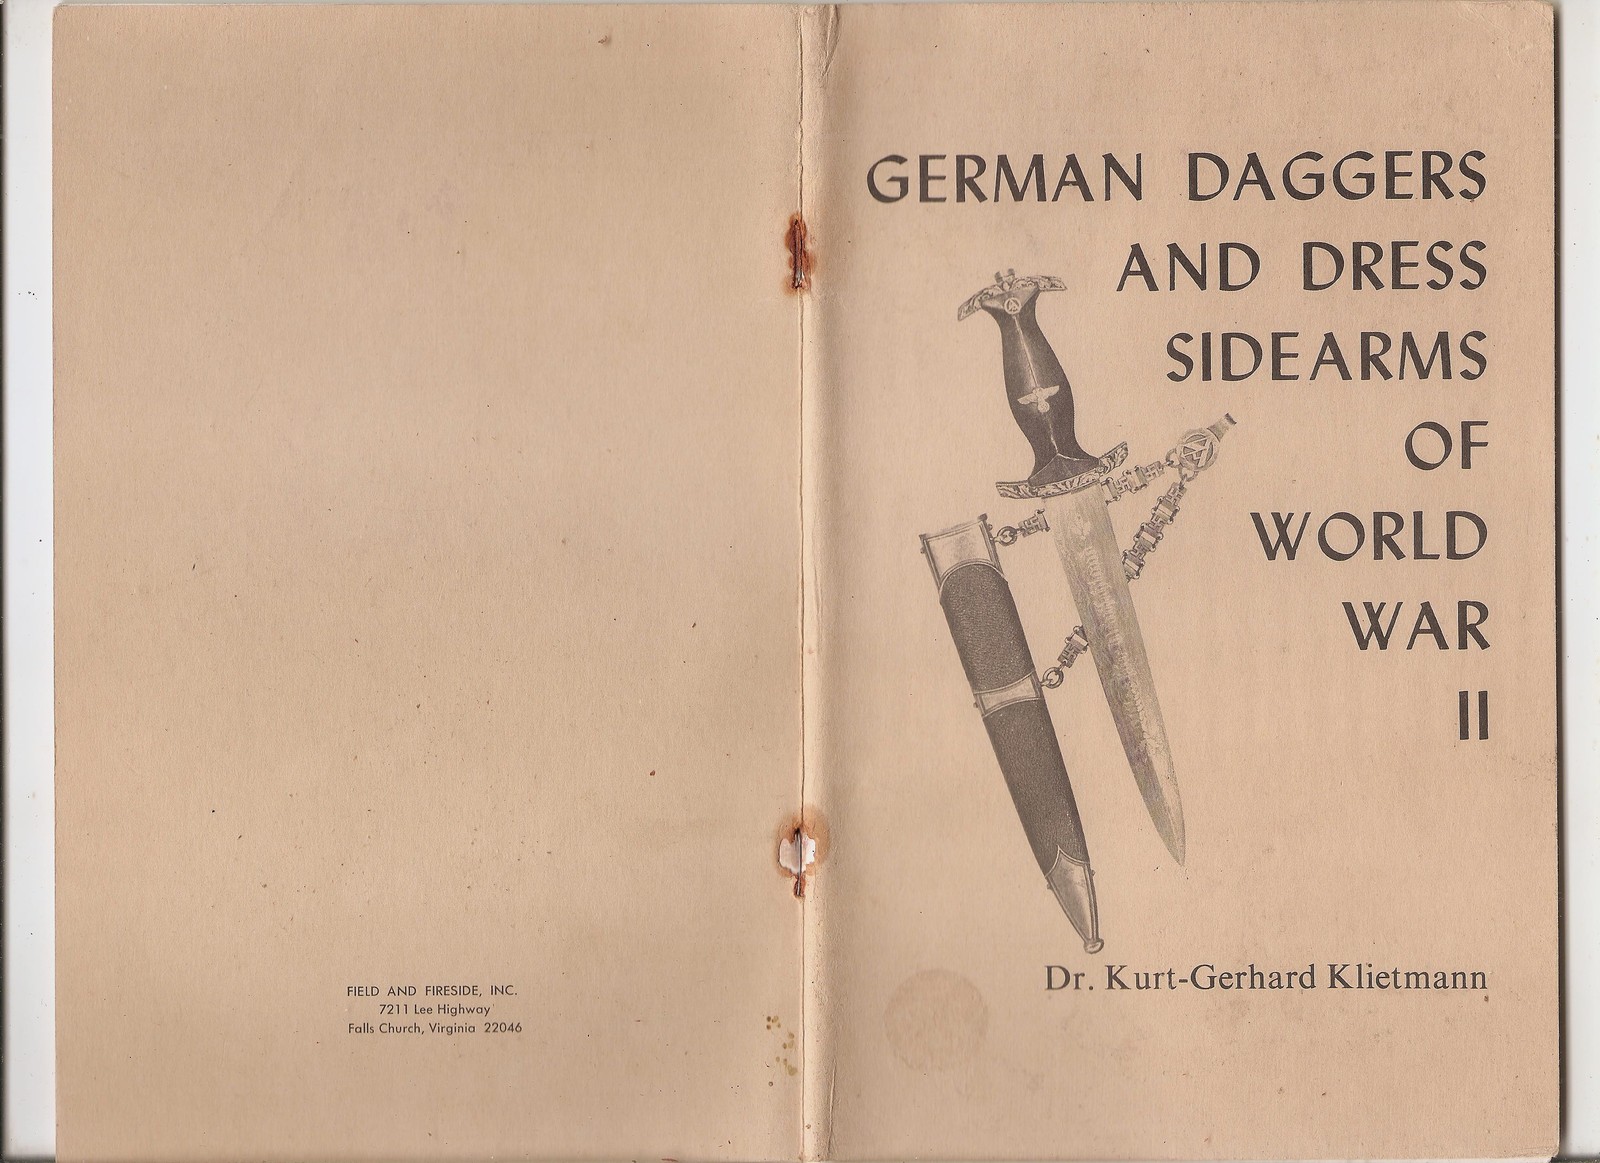 FIELD AND FIRESIDE, INC.
7211 Lee Highway
Falls Church, Virginia 22046
GERMAN DAGGERS
AND DRESS
SIDEARMS
OF
WORLD
WAR
II
Dr. Kurt-Gerhard Klietmann